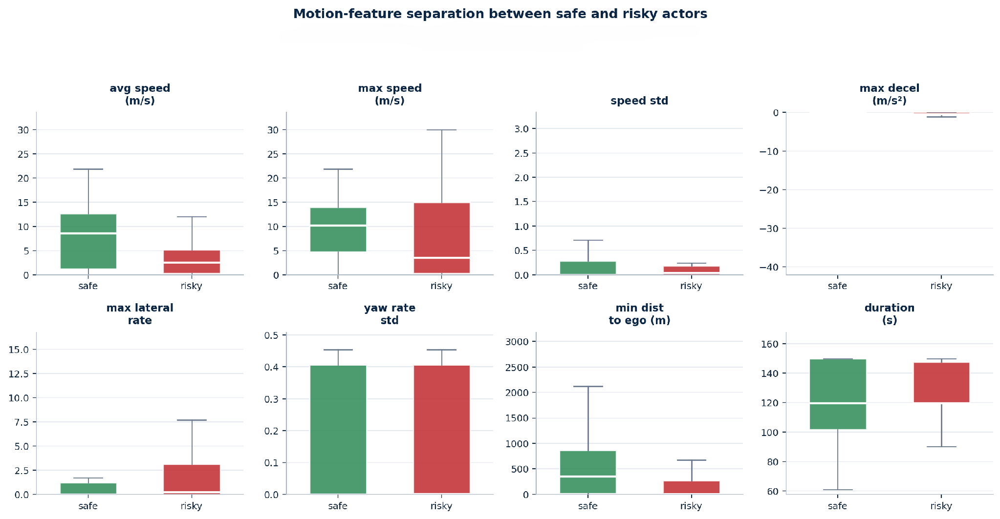 Motion-feature separation between safe and risky actors
avg speed
(m/s)
30
25
20
15
10
5
0
safe risky
max speed
(m/s)
30
25
20
15
10
5
0
safe risky
speed std
3.0
2.5
2.0
1.5
1.0
0.5
0.0
safe risky
max decel
(m/s²)
0
−10
−20
−30
−40
safe risky
max lateral
rate
15.0
12.5
10.0
7.5
5.0
2.5
0.0
safe risky
yaw rate
std
0.5
0.4
0.3
0.2
0.1
0.0
safe risky
min dist
to ego (m)
3000
2500
2000
1500
1000
500
0
safe risky
duration
(s)
160
140
120
100
80
60
safe risky